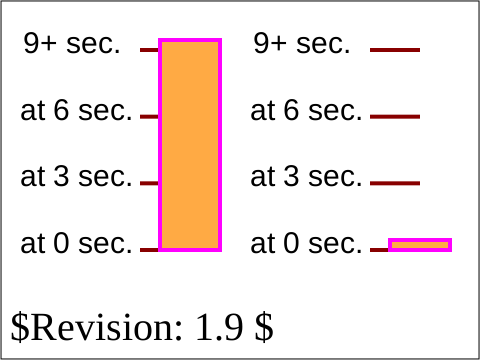 9+ sec. 9+ sec.
at 6 sec. at 6 sec.
at 3 sec. at 3 sec.
at 0 sec. at 0 sec.
$Revision: 1.9 $